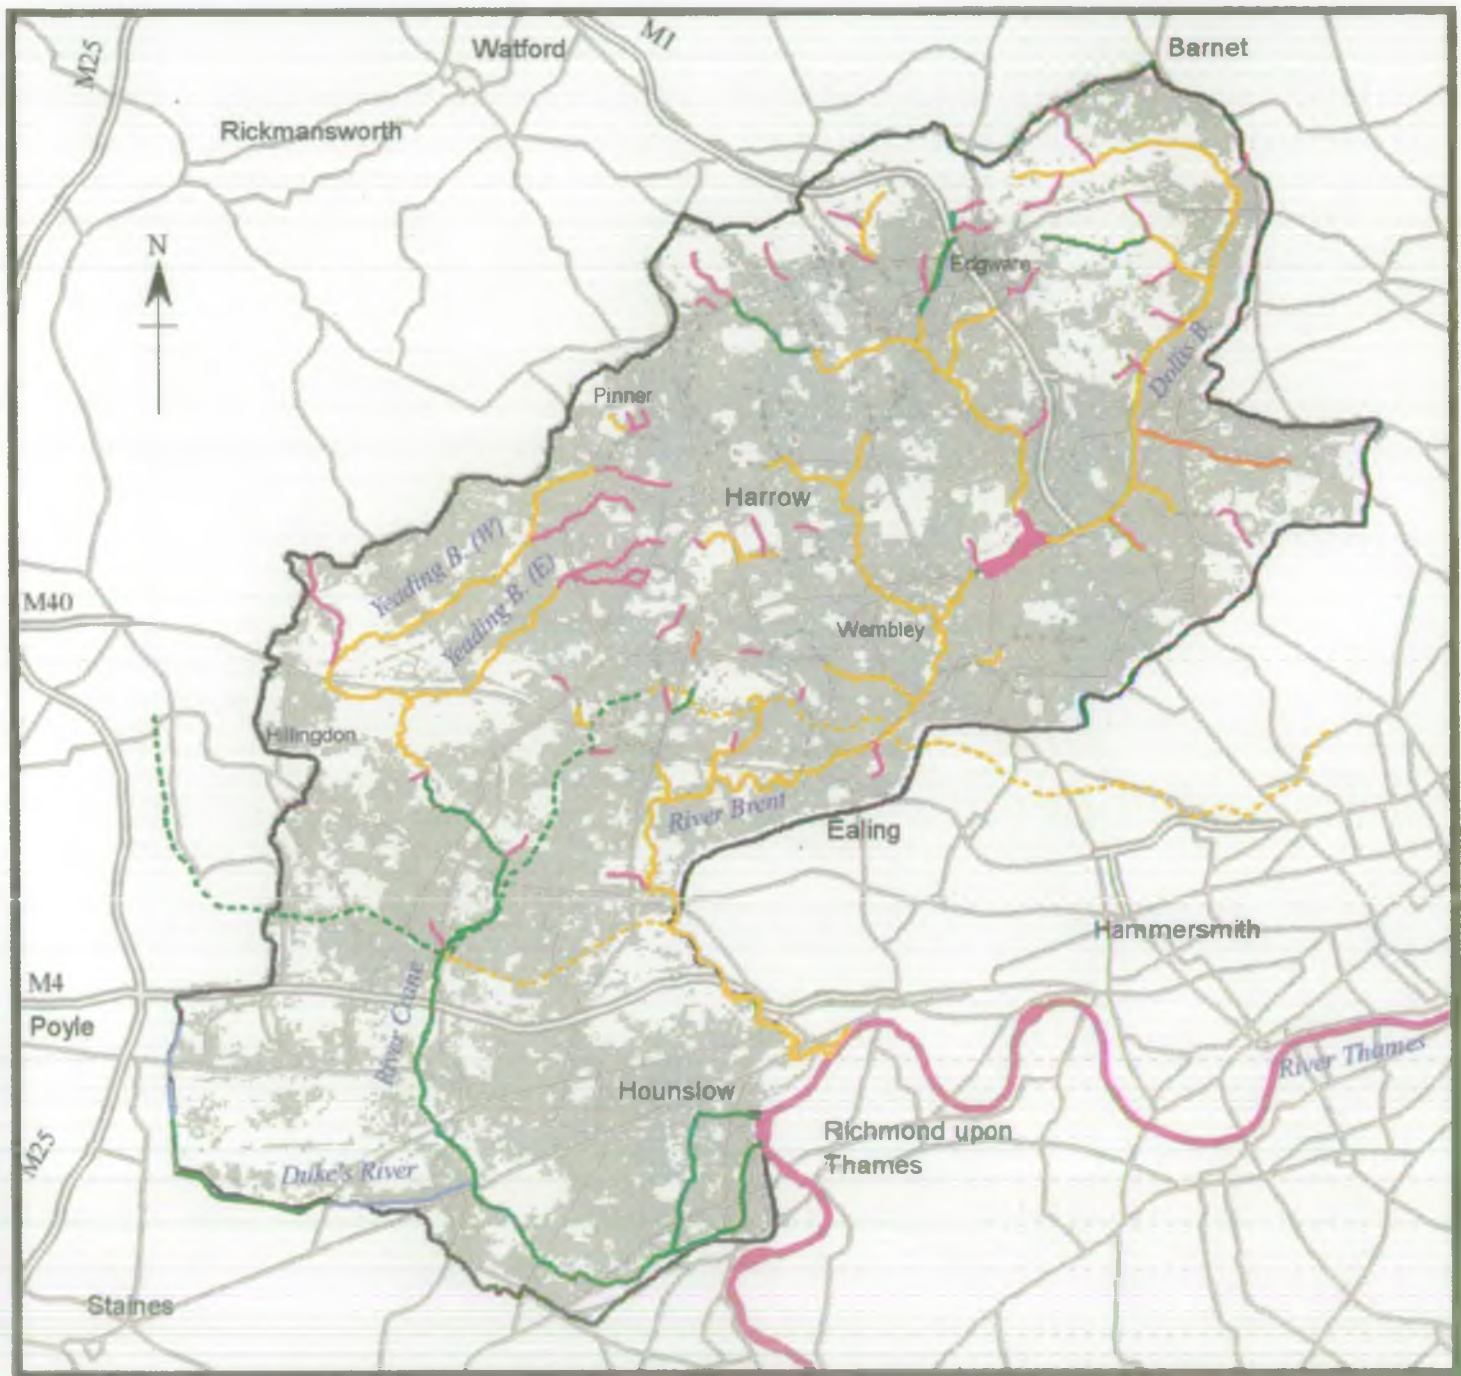 Barnet
Watford
M1
M25
Rickmansworth
N
Edgware
Dollis B.
Pinner
Harrow
Yeading B. (W)
Yeading B. (E)
M40
Wembley
Hillingdon
River Brent
Ealing
Hammersmith
M4
Poyle
River Crane
River Thames
Hounslow
Richmond upon
Thames
M25
Duke's River
Staines